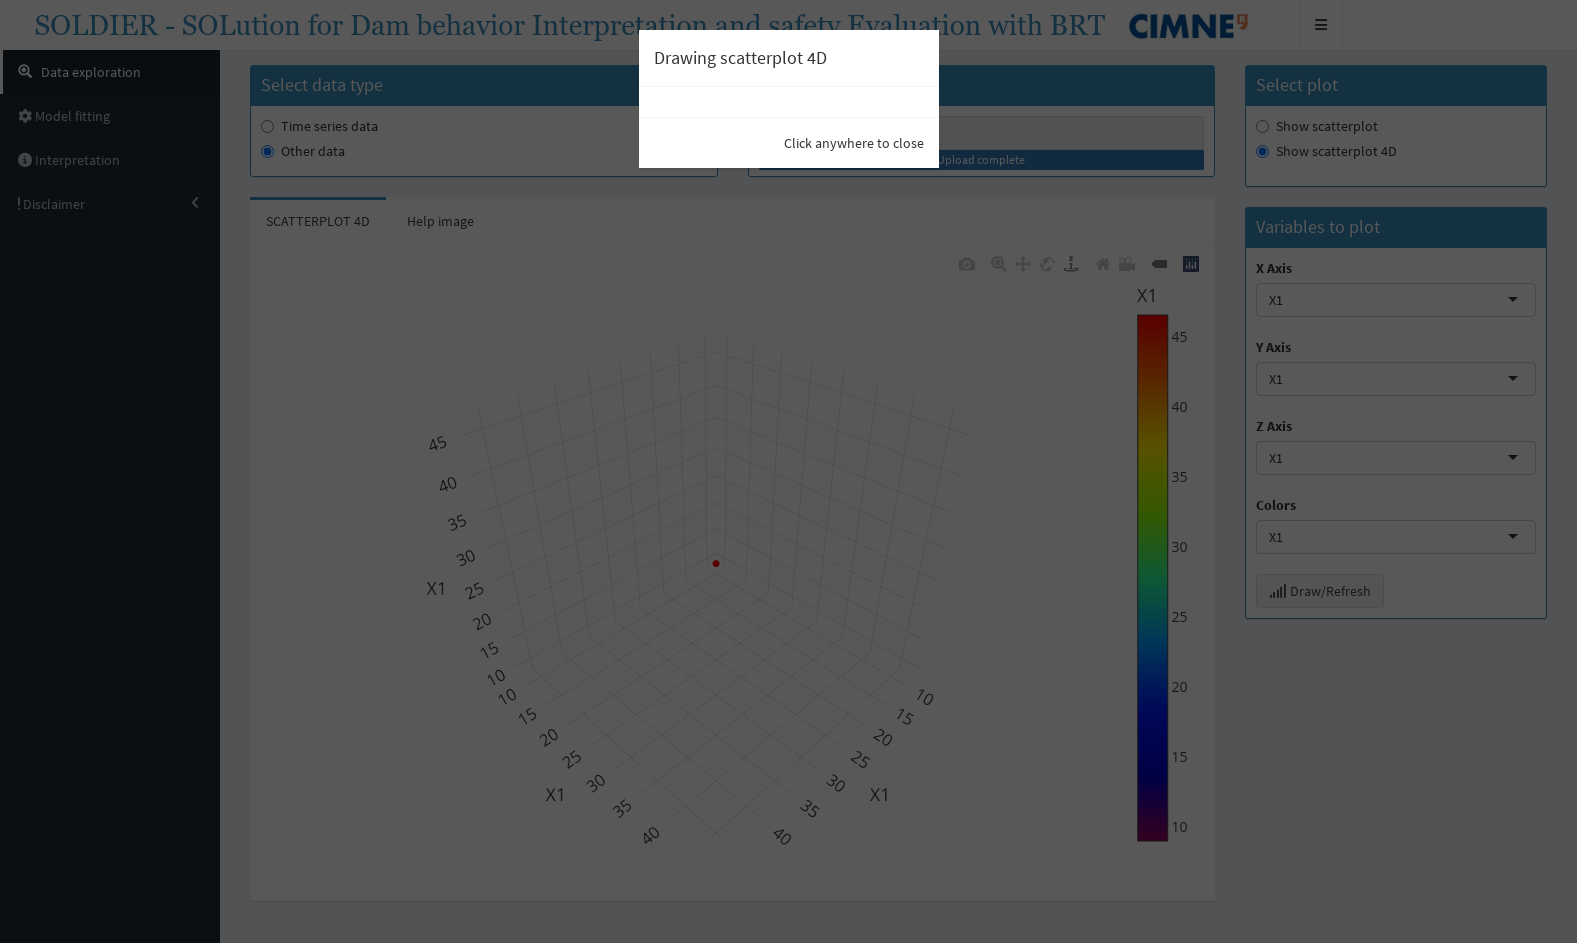 SOLDIER - SOLution for Dam behavior Interpretation and safety Evaluation with BRT
CIMNE
Drawing scatterplot 4D
Click anywhere to close
Data exploration
Model fitting
Interpretation
Disclaimer
Select data type
Time series data
Other data
Upload complete
Select plot
Show scatterplot
Show scatterplot 4D
SCATTERPLOT 4D
Help image
Variables to plot
X Axis
X1
Y Axis
X1
Z Axis
X1
Colors
X1
Draw/Refresh
X1
45
40
35
30
25
20
15
10
45
40
35
30
25
20
15
10
X1
10
15
20
25
30
35
40
X1
10
15
20
25
30
35
40
X1